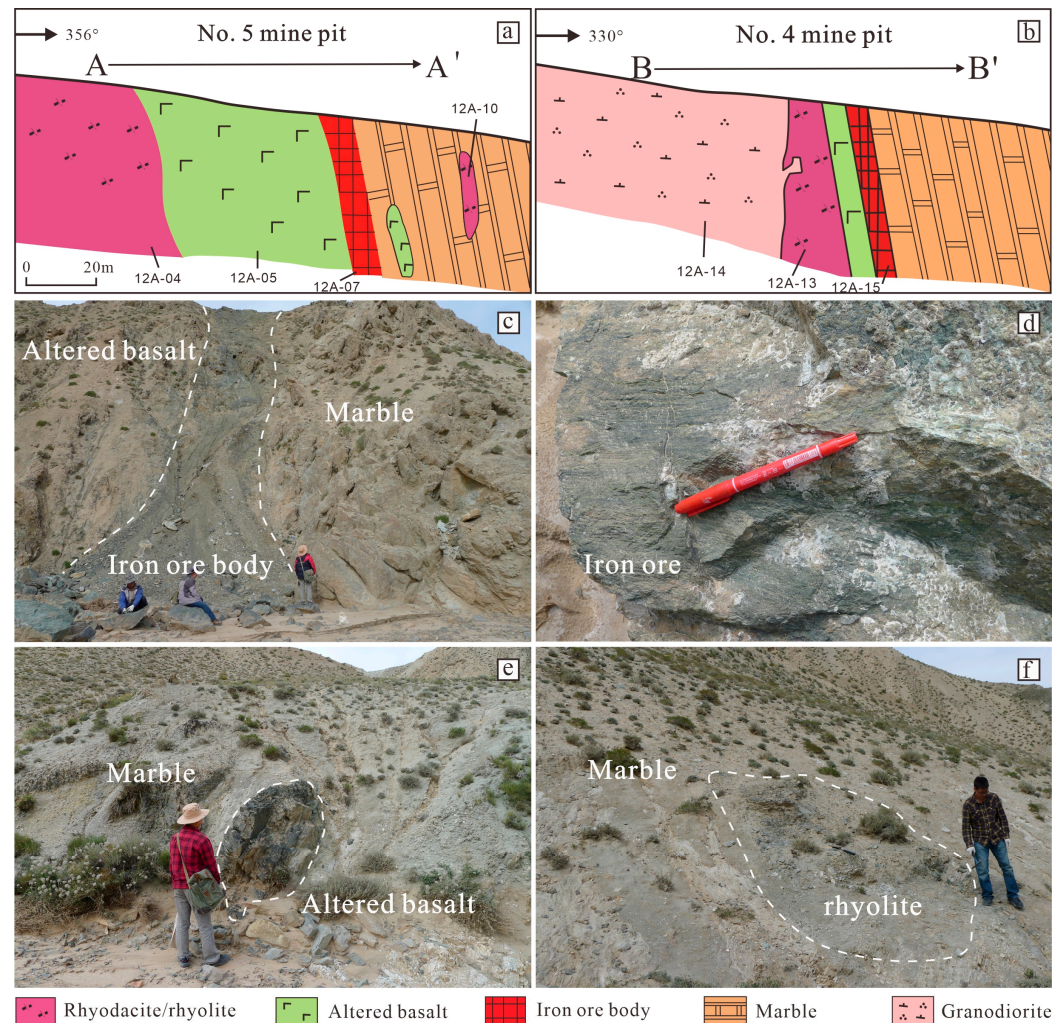 356°
No. 5 mine pit
a
A
A'
12A-10
0
20m
12A-04
12A-05
12A-07
330°
No. 4 mine pit
b
B
B'
12A-14
12A-13
12A-15
c
Altered basalt
Marble
Iron ore body
d
Iron ore
e
Marble
Altered basalt
f
Marble
rhyolite
Rhyodacite/rhyolite
Altered basalt
Iron ore body
Marble
Granodiorite